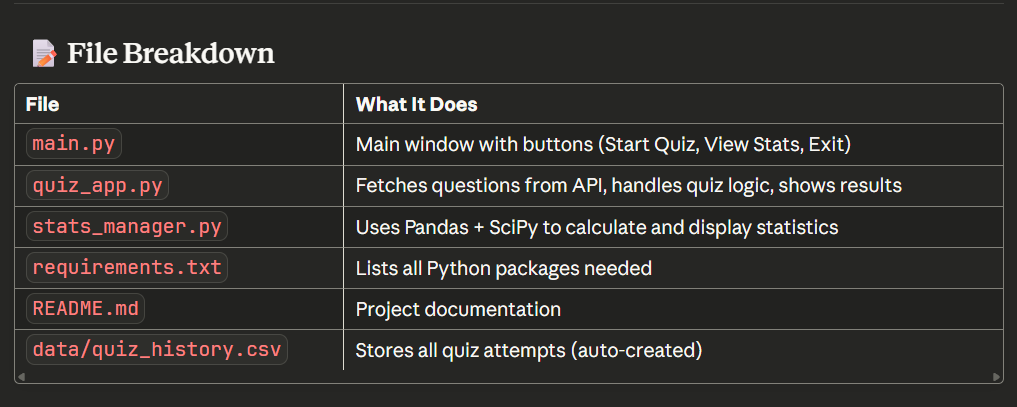 📝 File Breakdown
File What It Does
main.py Main window with buttons (Start Quiz, View Stats, Exit)
quiz_app.py Fetches questions from API, handles quiz logic, shows results
stats_manager.py Uses Pandas + SciPy to calculate and display statistics
requirements.txt Lists all Python packages needed
README.md Project documentation
data/quiz_history.csv Stores all quiz attempts (auto-created)